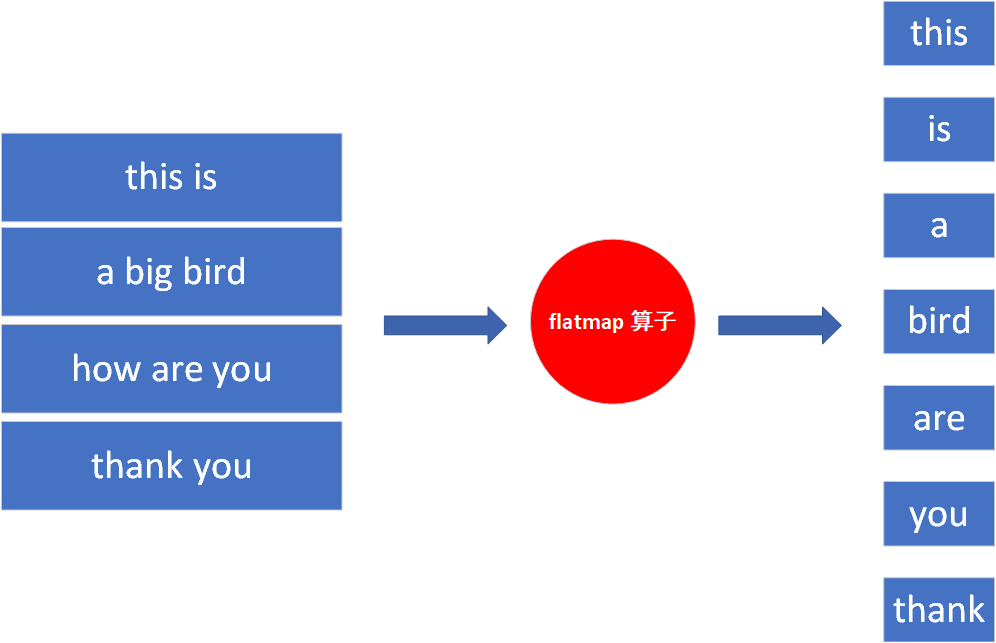 this is
a big bird
how are you
thank you
flatmap 算子
this
is
a
bird
are
you
thank